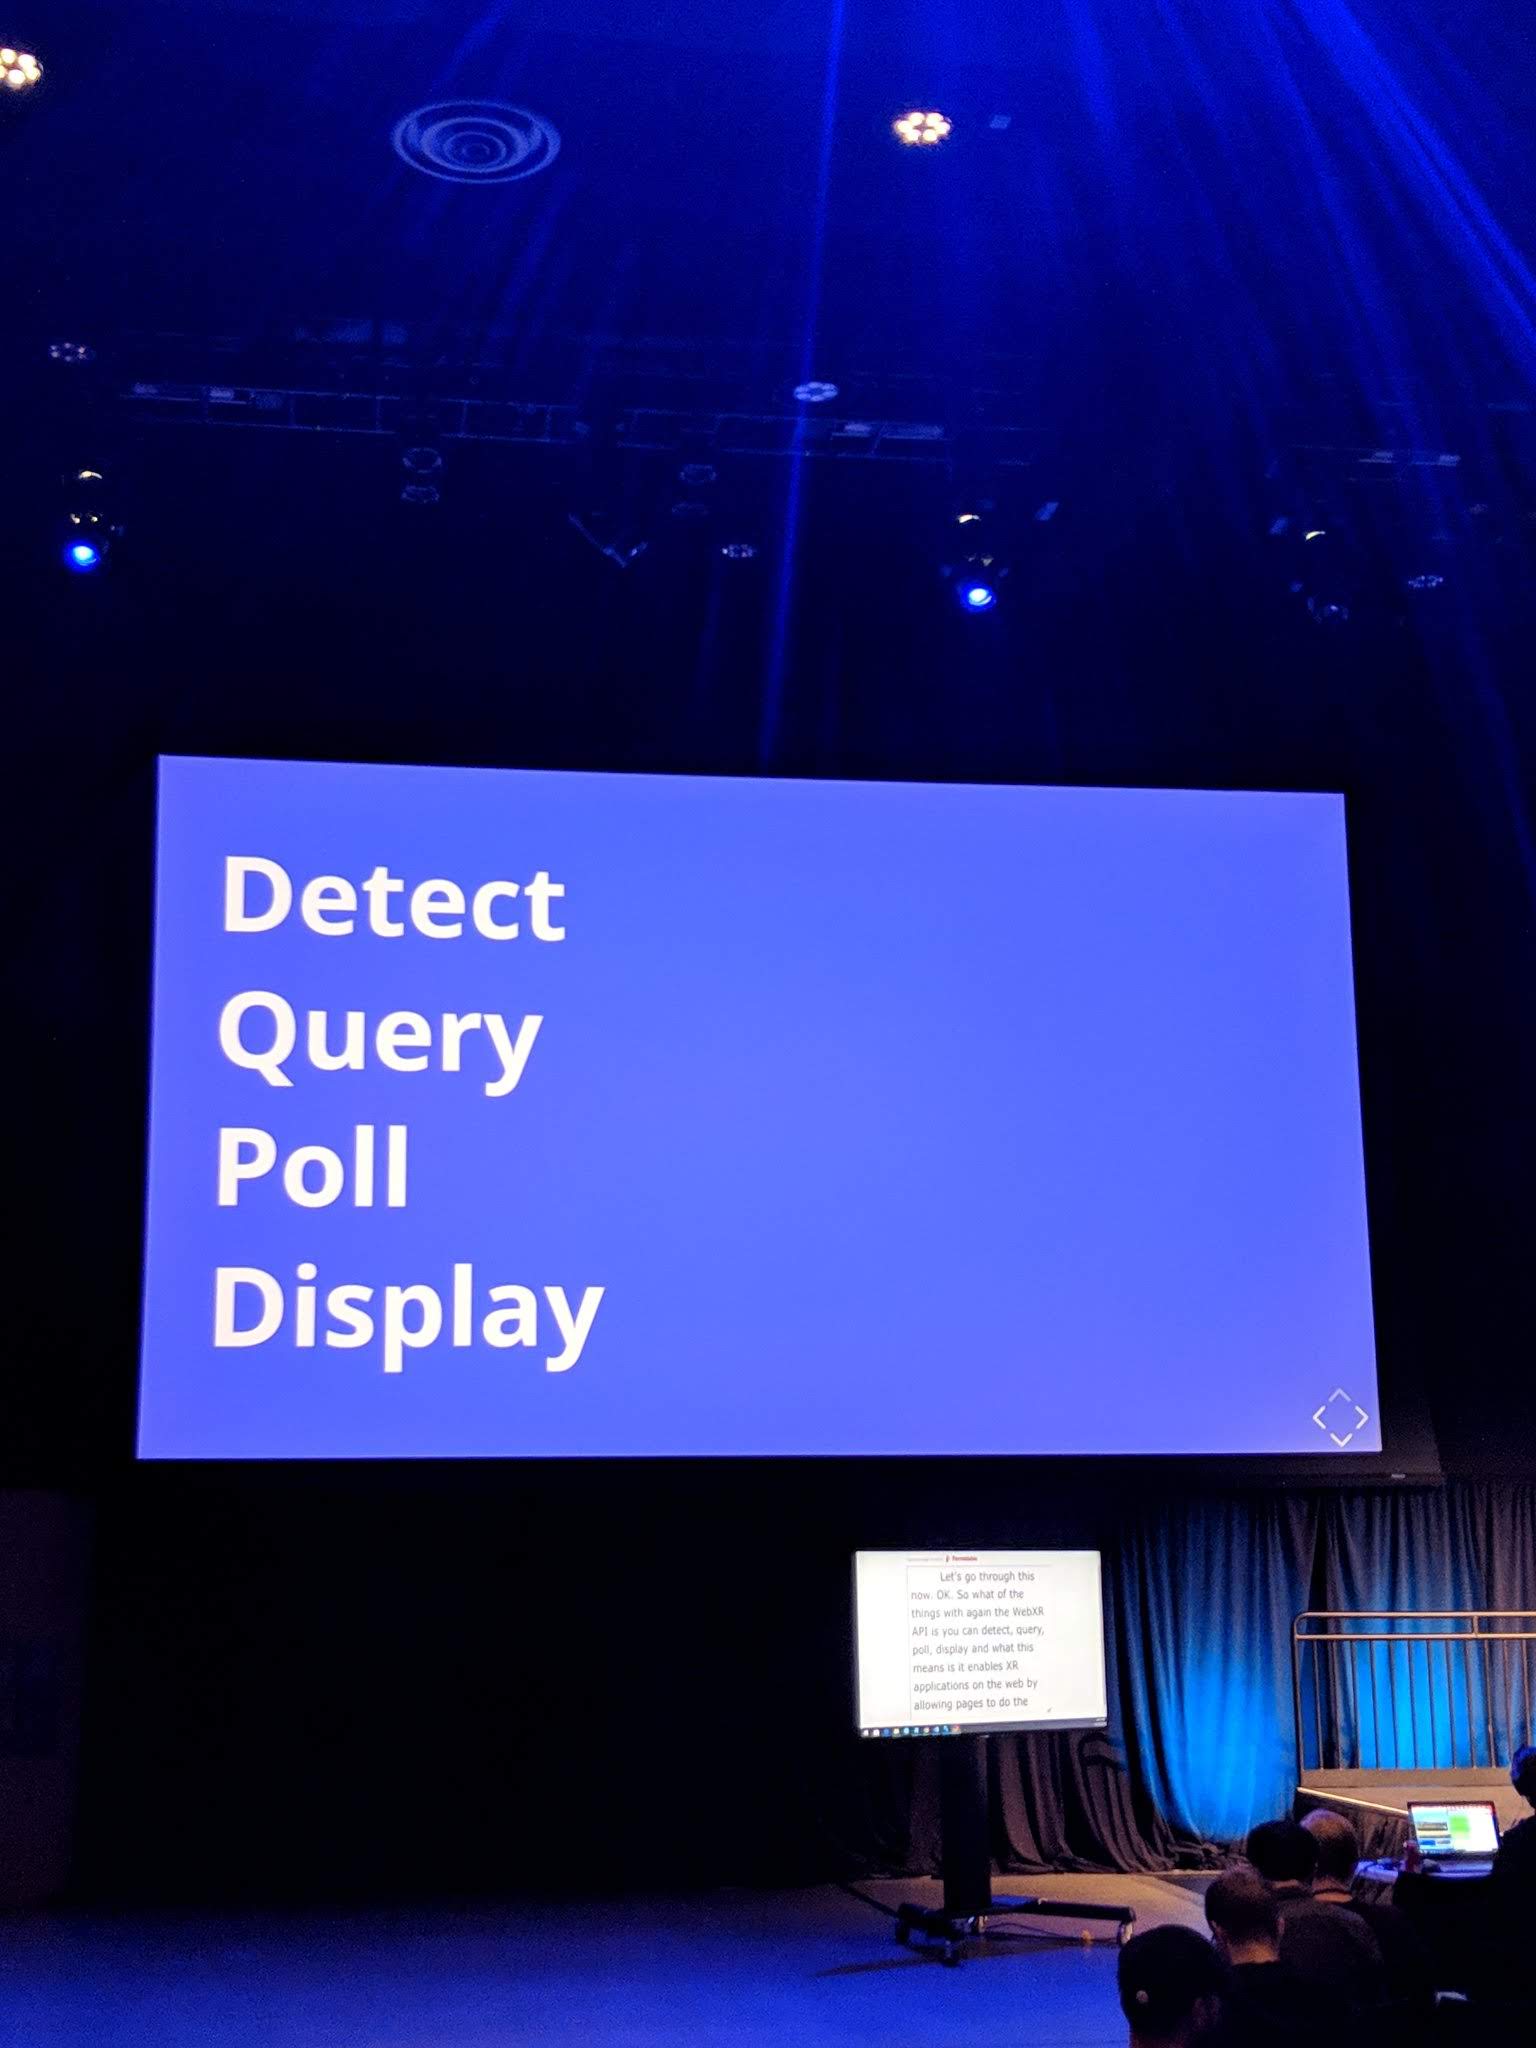 Detect
Query
Poll
Display
Let's go through this
now. OK. So what of the
things with again the WebXR
API is you can detect, query,
poll, display and what this
means is it enables XR
applications on the web by
allowing pages to do the